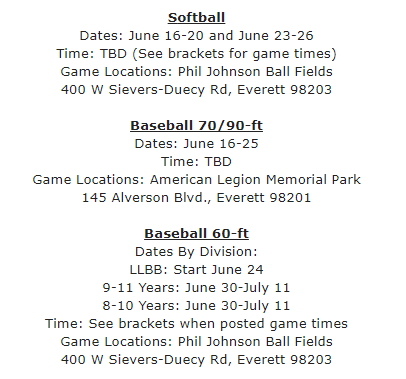 Softball
Dates: June 16-20 and June 23-26
Time: TBD (See brackets for game times)
Game Locations: Phil Johnson Ball Fields
400 W Sievers-Duecy Rd, Everett 98203
Baseball 70/90-ft
Dates: June 16-25
Time: TBD
Game Locations: American Legion Memorial Park
145 Alverson Blvd., Everett 98201
Baseball 60-ft
Dates By Division:
LLBB: Start June 24
9-11 Years: June 30-July 11
8-10 Years: June 30-July 11
Time: See brackets when posted game times
Game Locations: Phil Johnson Ball Fields
400 W Sievers-Duecy Rd, Everett 98203